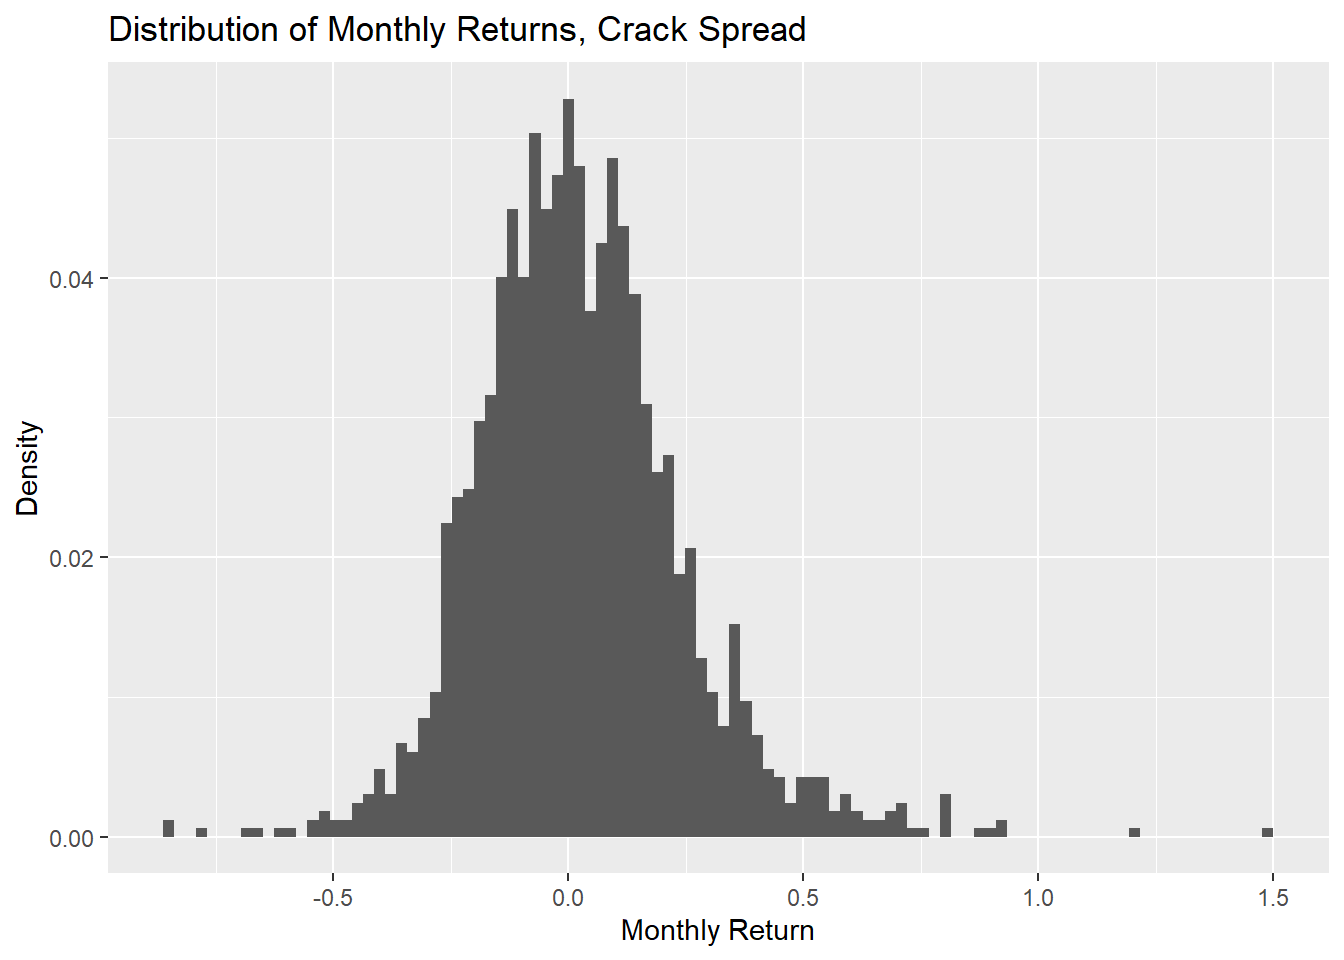 Distribution of Monthly Returns, Crack Spread
Density
0.04
0.02
0.00
-0.5 0.0 0.5 1.0 1.5
Monthly Return